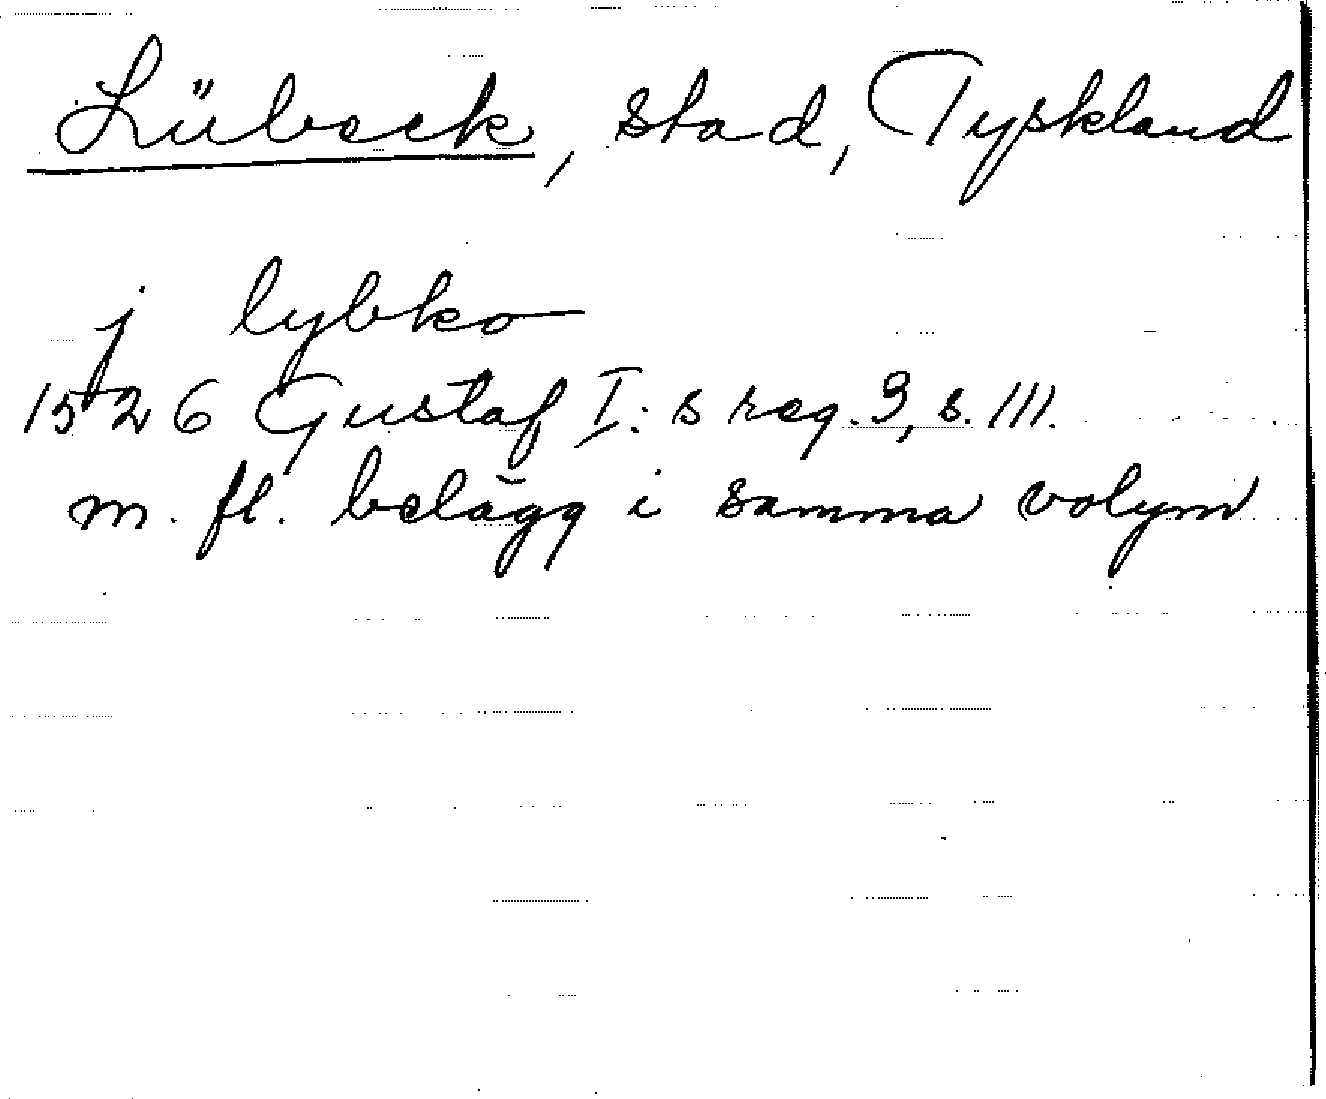 Lübeck, stad, Tyskland
j lybko
1526 Gustaf I:s reg. 3, s. 111.
m. fl. belägg i samma volym